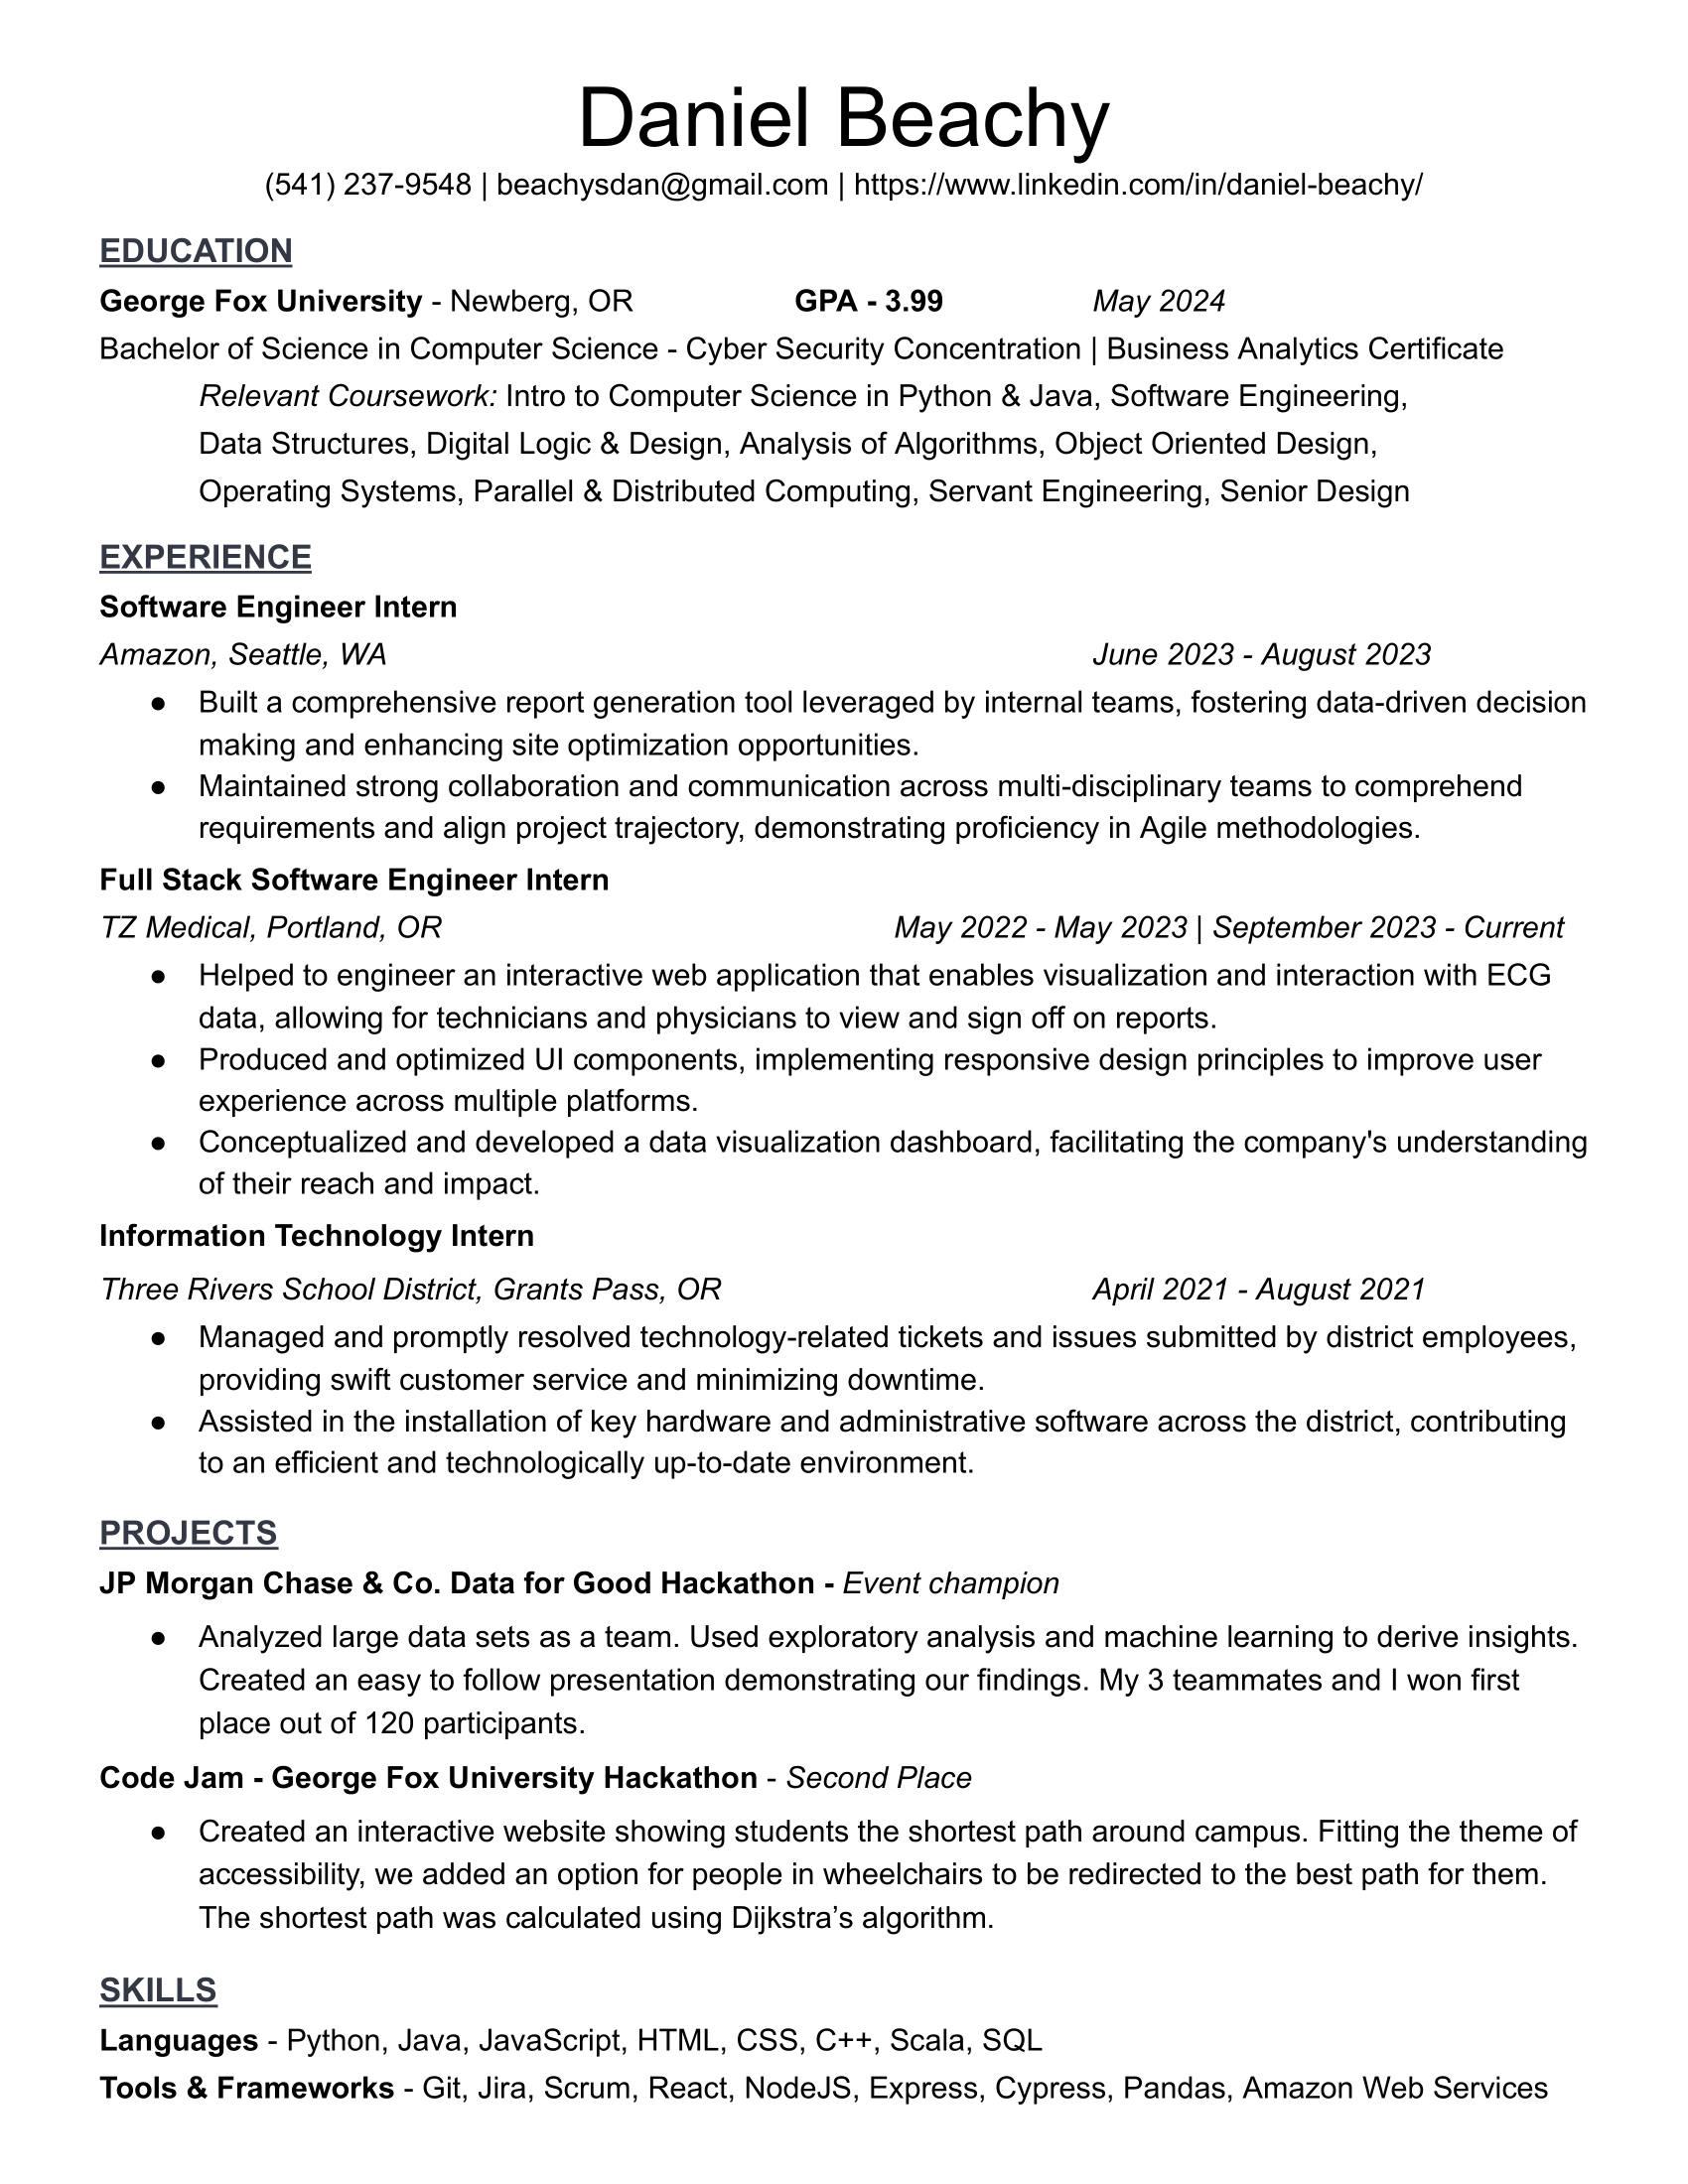 Daniel Beachy
(541) 237-9548 | beachysdan@gmail.com | https://www.linkedin.com/in/daniel-beachy/
EDUCATION
George Fox University - Newberg, OR GPA - 3.99 May 2024
Bachelor of Science in Computer Science - Cyber Security Concentration | Business Analytics Certificate
Relevant Coursework: Intro to Computer Science in Python & Java, Software Engineering,
Data Structures, Digital Logic & Design, Analysis of Algorithms, Object Oriented Design,
Operating Systems, Parallel & Distributed Computing, Servant Engineering, Senior Design
EXPERIENCE
Software Engineer Intern
Amazon, Seattle, WA June 2023 - August 2023
● Built a comprehensive report generation tool leveraged by internal teams, fostering data-driven decision
making and enhancing site optimization opportunities.
● Maintained strong collaboration and communication across multi-disciplinary teams to comprehend
requirements and align project trajectory, demonstrating proficiency in Agile methodologies.
Full Stack Software Engineer Intern
TZ Medical, Portland, OR May 2022 - May 2023 | September 2023 - Current
● Helped to engineer an interactive web application that enables visualization and interaction with ECG
data, allowing for technicians and physicians to view and sign off on reports.
● Produced and optimized UI components, implementing responsive design principles to improve user
experience across multiple platforms.
● Conceptualized and developed a data visualization dashboard, facilitating the company's understanding
of their reach and impact.
Information Technology Intern
Three Rivers School District, Grants Pass, OR April 2021 - August 2021
● Managed and promptly resolved technology-related tickets and issues submitted by district employees,
providing swift customer service and minimizing downtime.
● Assisted in the installation of key hardware and administrative software across the district, contributing
to an efficient and technologically up-to-date environment.
PROJECTS
JP Morgan Chase & Co. Data for Good Hackathon - Event champion
● Analyzed large data sets as a team. Used exploratory analysis and machine learning to derive insights.
Created an easy to follow presentation demonstrating our findings. My 3 teammates and I won first
place out of 120 participants.
Code Jam - George Fox University Hackathon - Second Place
● Created an interactive website showing students the shortest path around campus. Fitting the theme of
accessibility, we added an option for people in wheelchairs to be redirected to the best path for them.
The shortest path was calculated using Dijkstra’s algorithm.
SKILLS
Languages - Python, Java, JavaScript, HTML, CSS, C++, Scala, SQL
Tools & Frameworks - Git, Jira, Scrum, React, NodeJS, Express, Cypress, Pandas, Amazon Web Services